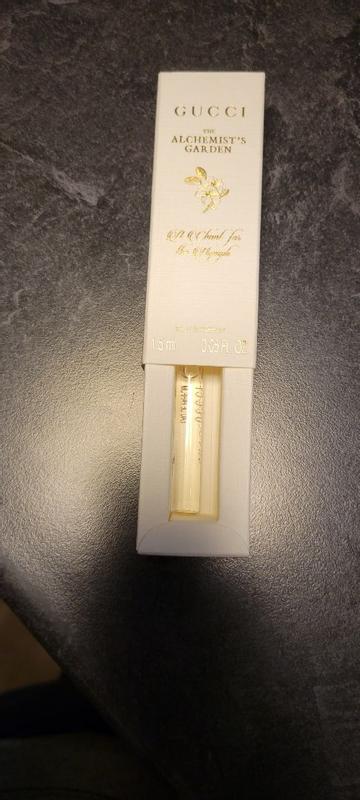 GUCCI
THE
ALCHEMIST'S
GARDEN
A Chant for
the Nymph
1.5 ml 0.05 FL. OZ.